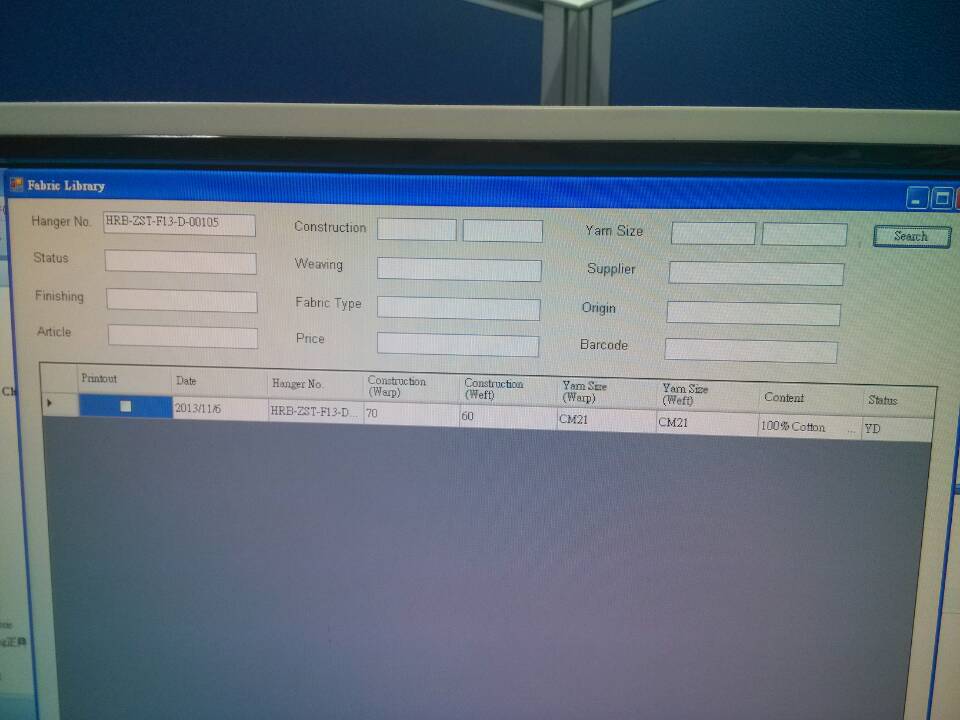 Fabric Library
Hanger No. HRB-ZST-F13-D-00105 Construction Yarn Size Search
Status Weaving Supplier
Finishing Fabric Type Origin
Article Price Barcode
Printout Date Hanger No. Construction (Warp) Construction (Weft) Yarn Size (Warp) Yarn Size (Weft) Content Status
2013/11/6 HRB-ZST-F13-D... 70 60 CM21 CM21 100% Cotton ... YD